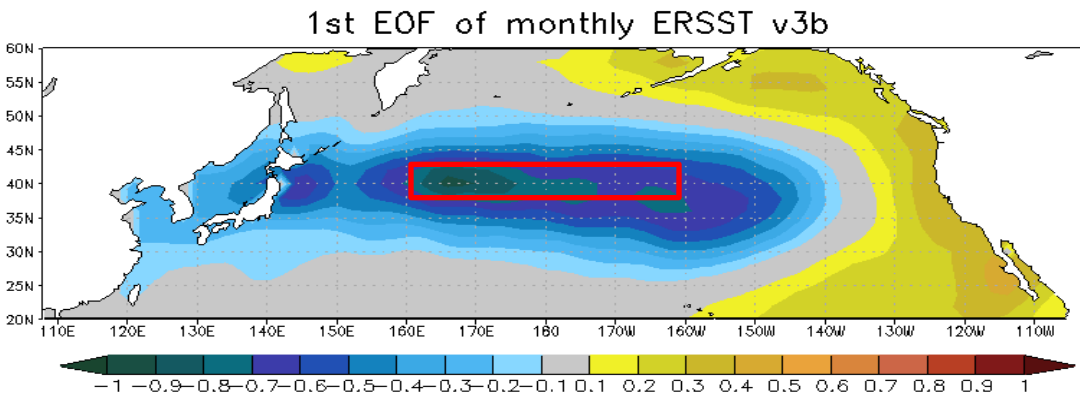 1st EOF of monthly ERSST v3b
60N
55N
50N
45N
40N
35N
30N
25N
20N
110E 120E 130E 140E 150E 160E 170E 180 170W 160W 150W 140W 130W 120W 110W
-1 -0.9 -0.8 -0.7 -0.6 -0.5 -0.4 -0.3 -0.2 -0.1 0.1 0.2 0.3 0.4 0.5 0.6 0.7 0.8 0.9 1